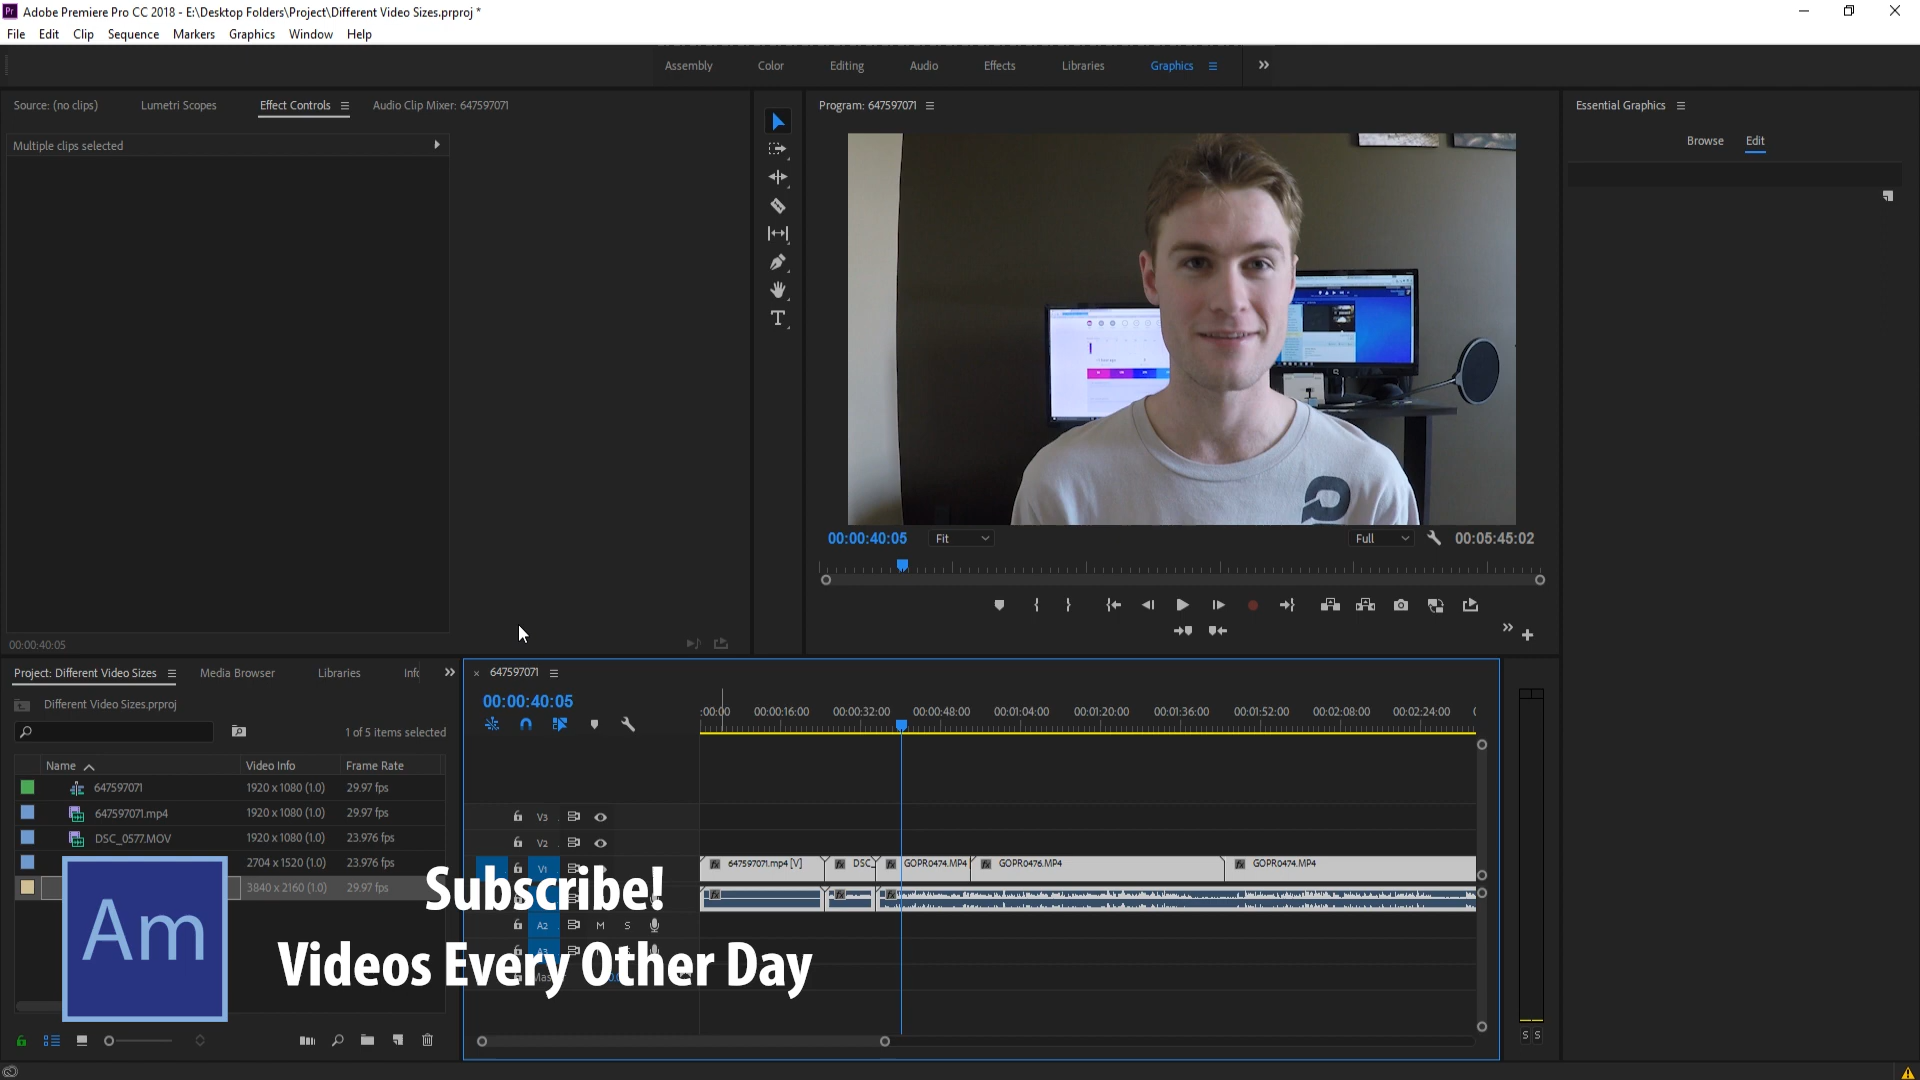 Pr Adobe Premiere Pro CC 2018 - E:\Desktop Folders\Project\Different Video Sizes.prproj *
File Edit Clip Sequence Markers Graphics Window Help
Assembly Color Editing Audio Effects Libraries Graphics
Source: (no clips) Lumetri Scopes Effect Controls Audio Clip Mixer: 647597071
Program: 647597071
Essential Graphics
Browse Edit
Multiple clips selected
00:00:40:05 Fit Full 00:05:45:02
00:00:40:05
Project: Different Video Sizes Media Browser Libraries Info
Different Video Sizes.prproj
1 of 5 items selected
Name Video Info Frame Rate
647597071 1920 x 1080 (1.0) 29.97 fps
647597071.mp4 1920 x 1080 (1.0) 29.97 fps
DSC_0577.MOV 1920 x 1080 (1.0) 23.976 fps
2704 x 1520 (1.0) 23.976 fps
3840 x 2160 (1.0) 29.97 fps
647597071
00:00:40:05
:00:00 00:00:16:00 00:00:32:00 00:00:48:00 00:01:04:00 00:01:20:00 00:01:36:00 00:01:52:00 00:02:08:00 00:02:24:00
V3
V2
V1 fx 647597071.mp4 [V] fx DSC_ fx GOPR0474.MP4 fx GOPR0476.MP4 fx GOPR0474.MP4
A2 M S
A3
S S
Am
Subscribe!
Videos Every Other Day